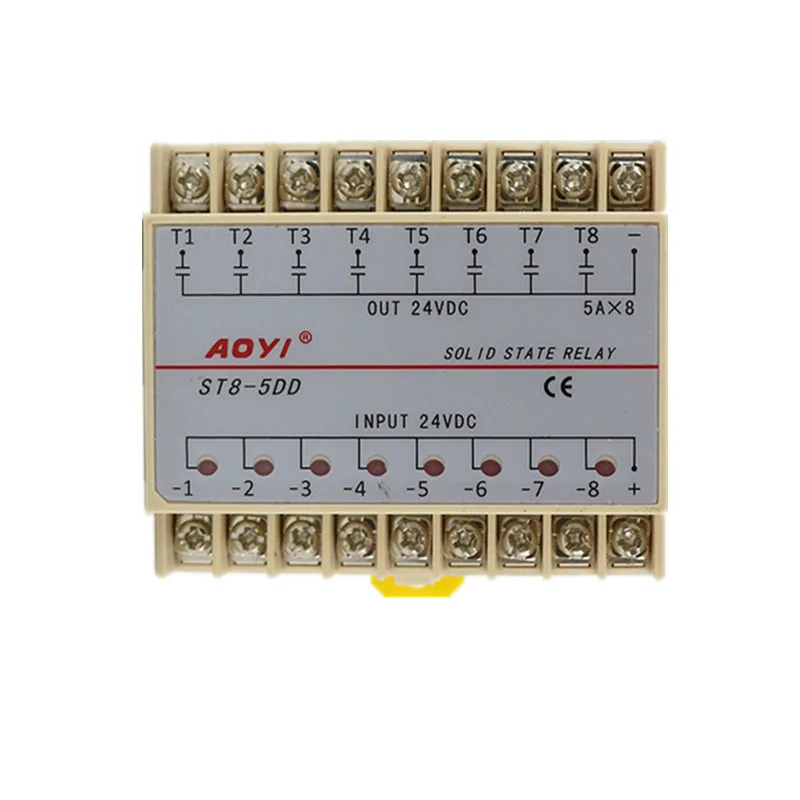 T1 T2 T3 T4 T5 T6 T7 T8 −
OUT 24VDC 5A×8
AOYI ® SOLID STATE RELAY
ST8-5DD CE
INPUT 24VDC
-1 -2 -3 -4 -5 -6 -7 -8 +